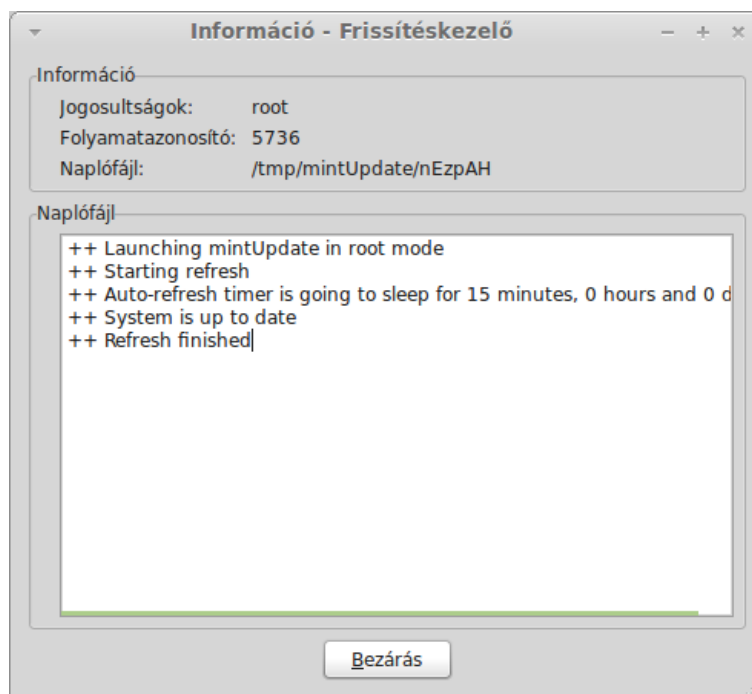 Információ - Frissítéskezelő
Információ
Jogosultságok: root
Folyamatazonosító: 5736
Naplófájl: /tmp/mintUpdate/nEzpAH
Naplófájl
++ Launching mintUpdate in root mode
++ Starting refresh
++ Auto-refresh timer is going to sleep for 15 minutes, 0 hours and 0 d
++ System is up to date
++ Refresh finished
Bezárás